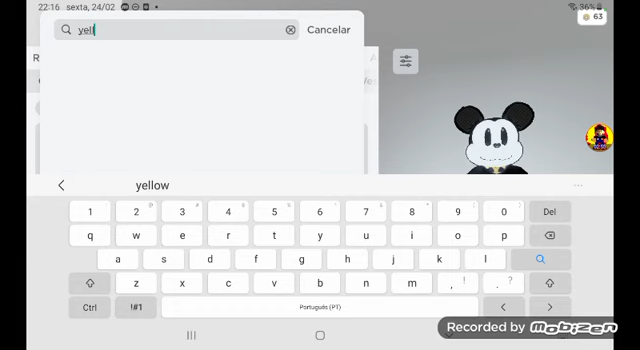 22:16 sexta, 24/02
36%
63
yell
Cancelar
yellow
1 2 3 4 5 6 7 8 9 0 Del
q w e r t y u i o p
a s d f g h j k l
z x c v b n m , ! . ?
Ctrl !#1 Português (PT) < >
Recorded by mobizen